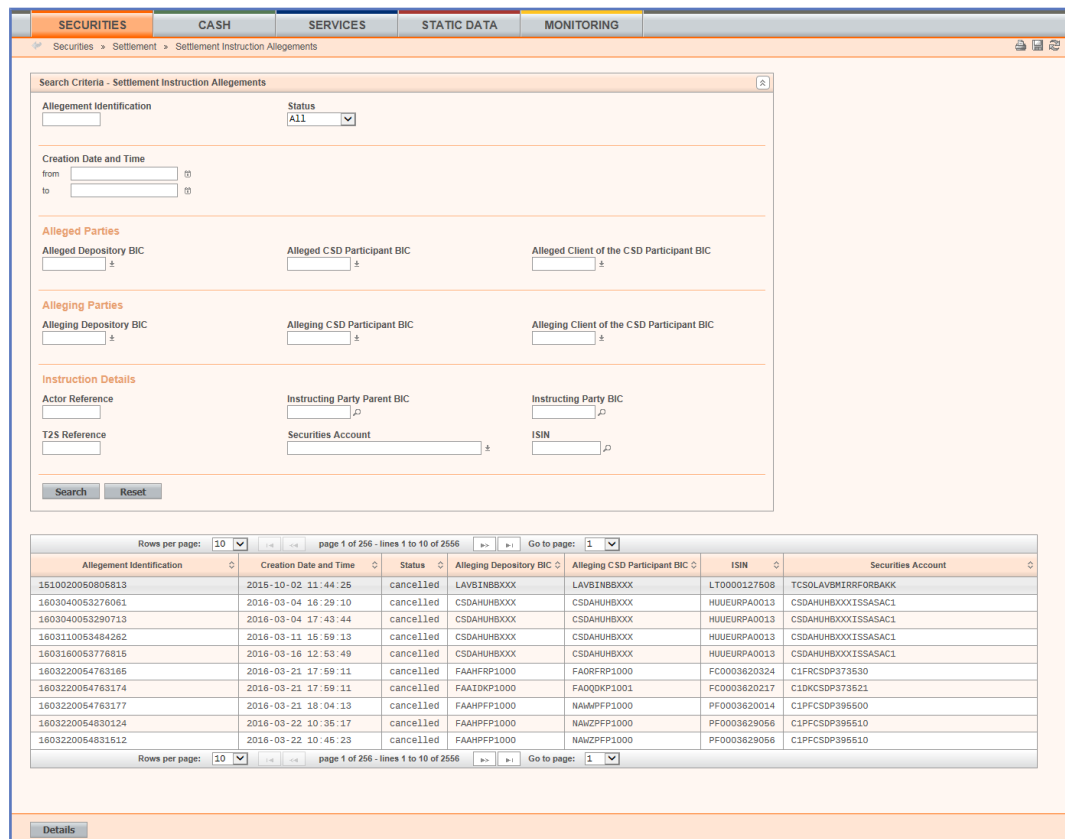 SECURITIES CASH SERVICES STATIC DATA MONITORING
Securities » Settlement » Settlement Instruction Allegements
Search Criteria - Settlement Instruction Allegements
Allegement Identification Status
All
Creation Date and Time
from
to
Alleged Parties
Alleged Depository BIC Alleged CSD Participant BIC Alleged Client of the CSD Participant BIC
Alleging Parties
Alleging Depository BIC Alleging CSD Participant BIC Alleging Client of the CSD Participant BIC
Instruction Details
Actor Reference Instructing Party Parent BIC Instructing Party BIC
T2S Reference Securities Account ISIN
Search Reset
Rows per page: 10 page 1 of 256 - lines 1 to 10 of 2556 Go to page: 1
Allegement Identification Creation Date and Time Status Alleging Depository BIC Alleging CSD Participant BIC ISIN Securities Account
1510020050805813 2015-10-02 11:44:25 cancelled LAVBINBBXXX LAVBINBBXXX LT0000127508 TCSOLAVBMIRRFORBAKK
1603040053276061 2016-03-04 16:29:10 cancelled CSDAHUHBXXX CSDAHUHBXXX HUUEURPA0013 CSDAHUHBXXXISSASAC1
1603040053290713 2016-03-04 17:43:44 cancelled CSDAHUHBXXX CSDAHUHBXXX HUUEURPA0013 CSDAHUHBXXXISSASAC1
1603110053484262 2016-03-11 15:59:13 cancelled CSDAHUHBXXX CSDAHUHBXXX HUUEURPA0013 CSDAHUHBXXXISSASAC1
1603160053776815 2016-03-16 12:53:49 cancelled CSDAHUHBXXX CSDAHUHBXXX HUUEURPA0013 CSDAHUHBXXXISSASAC1
1603220054763165 2016-03-21 17:59:11 cancelled FAAHFRP1000 FAORFRP1000 FC0003620324 C1FRCSDP373530
1603220054763174 2016-03-21 17:59:11 cancelled FAAIDKP1000 FAOQDKP1001 FC0003620217 C1DKCSDP373521
1603220054763177 2016-03-21 18:04:13 cancelled FAAHPFP1000 NAWWPFP1000 PF0003620014 C1PFCSDP395500
1603220054830124 2016-03-22 10:35:17 cancelled FAAHPFP1000 NAWZPFP1000 PF0003629056 C1PFCSDP395510
1603220054831512 2016-03-22 10:45:23 cancelled FAAHPFP1000 NAWZPFP1000 PF0003629056 C1PFCSDP395510
Rows per page: 10 page 1 of 256 - lines 1 to 10 of 2556 Go to page: 1
Details